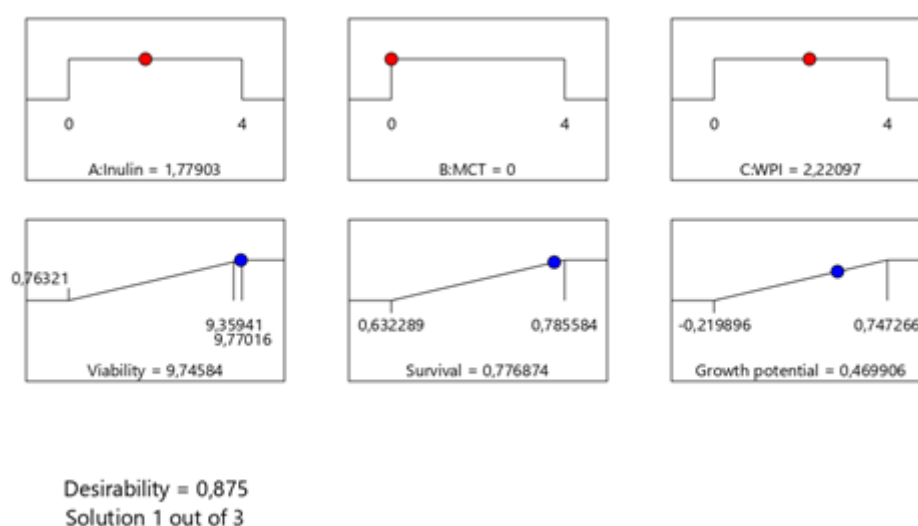 0 4
A:Inulin = 1,77903
0 4
B:MCT = 0
0 4
C:WPI = 2,22097
0,76321
9,35941
9,77016
Viability = 9,74584
0,632289 0,785584
Survival = 0,776874
-0,219896 0,747266
Growth potential = 0,469906
Desirability = 0,875
Solution 1 out of 3